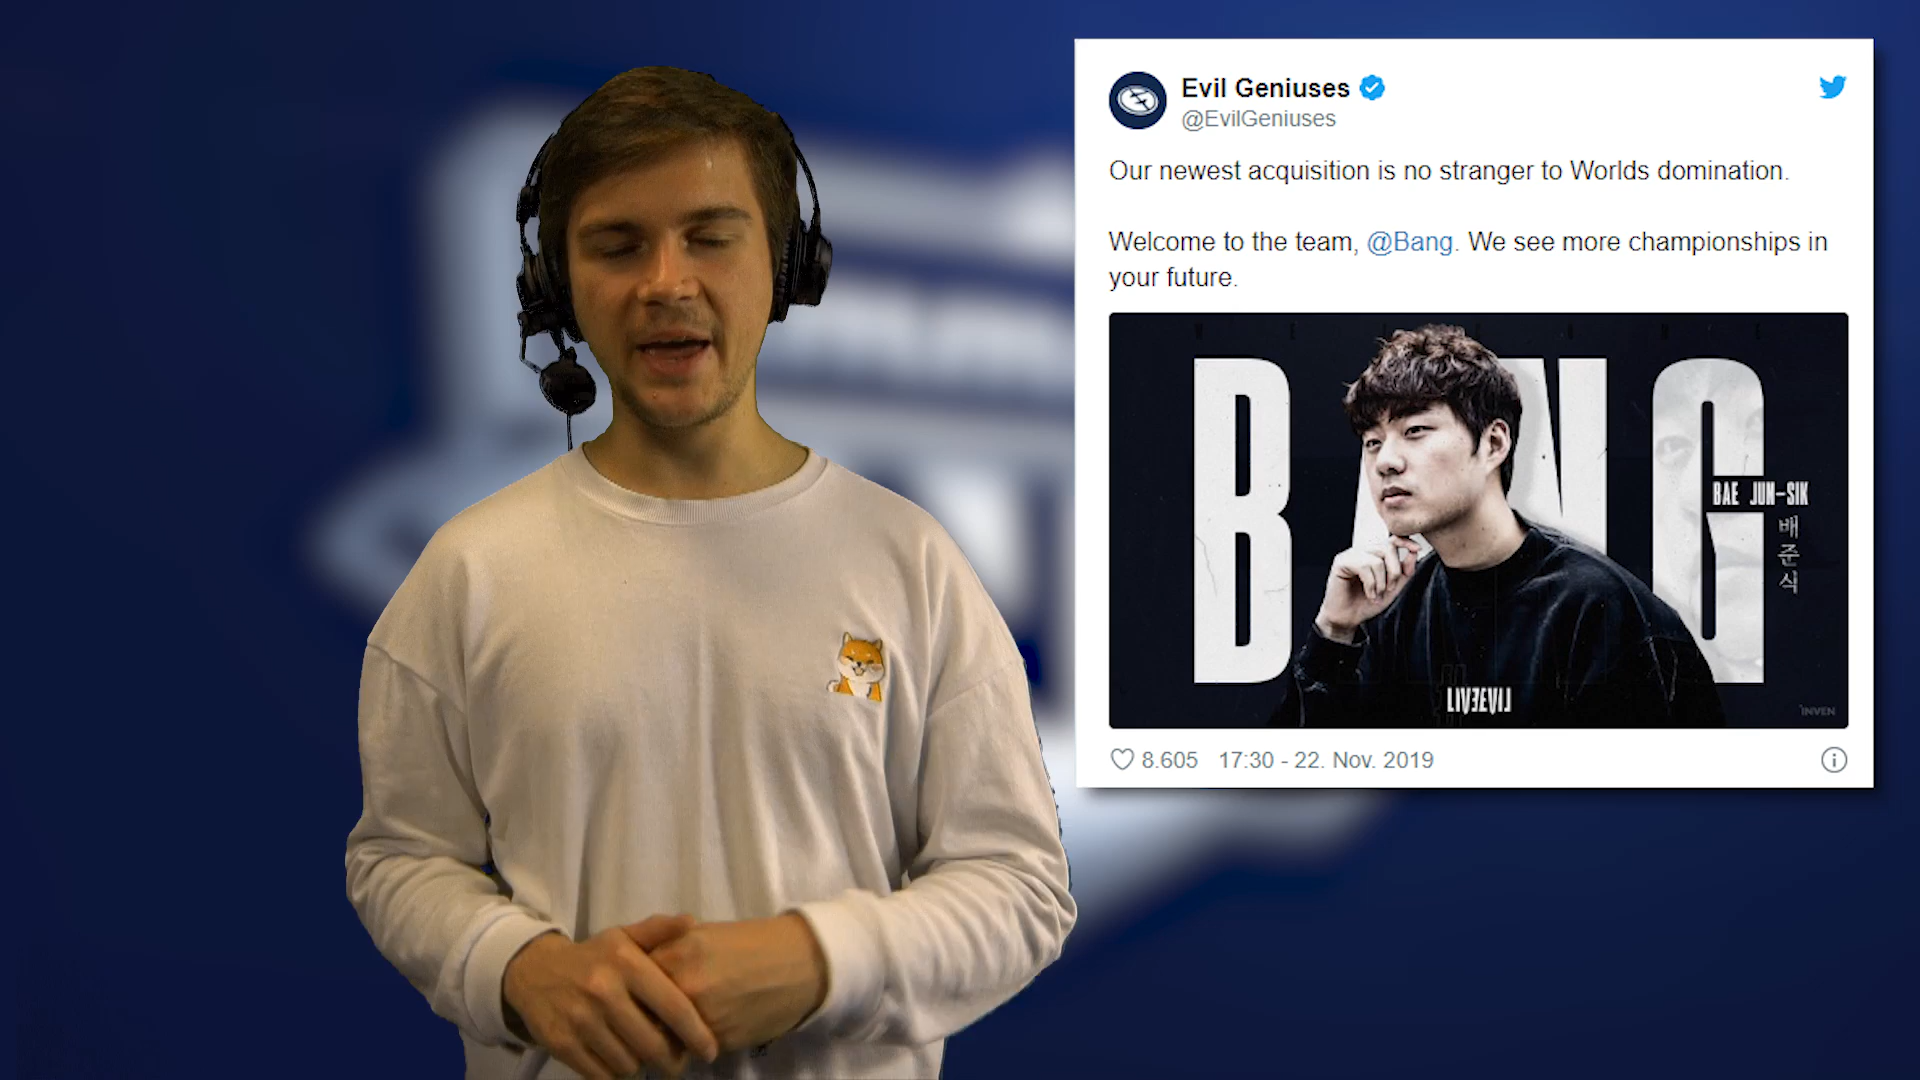 Evil Geniuses
@EvilGeniuses
Our newest acquisition is no stranger to Worlds domination.
Welcome to the team, @Bang. We see more championships in
your future.
WELCOME
BANG
BAE JUN-SIK
배준식
LIVEEVIL
INVEN
8.605 17:30 - 22. Nov. 2019